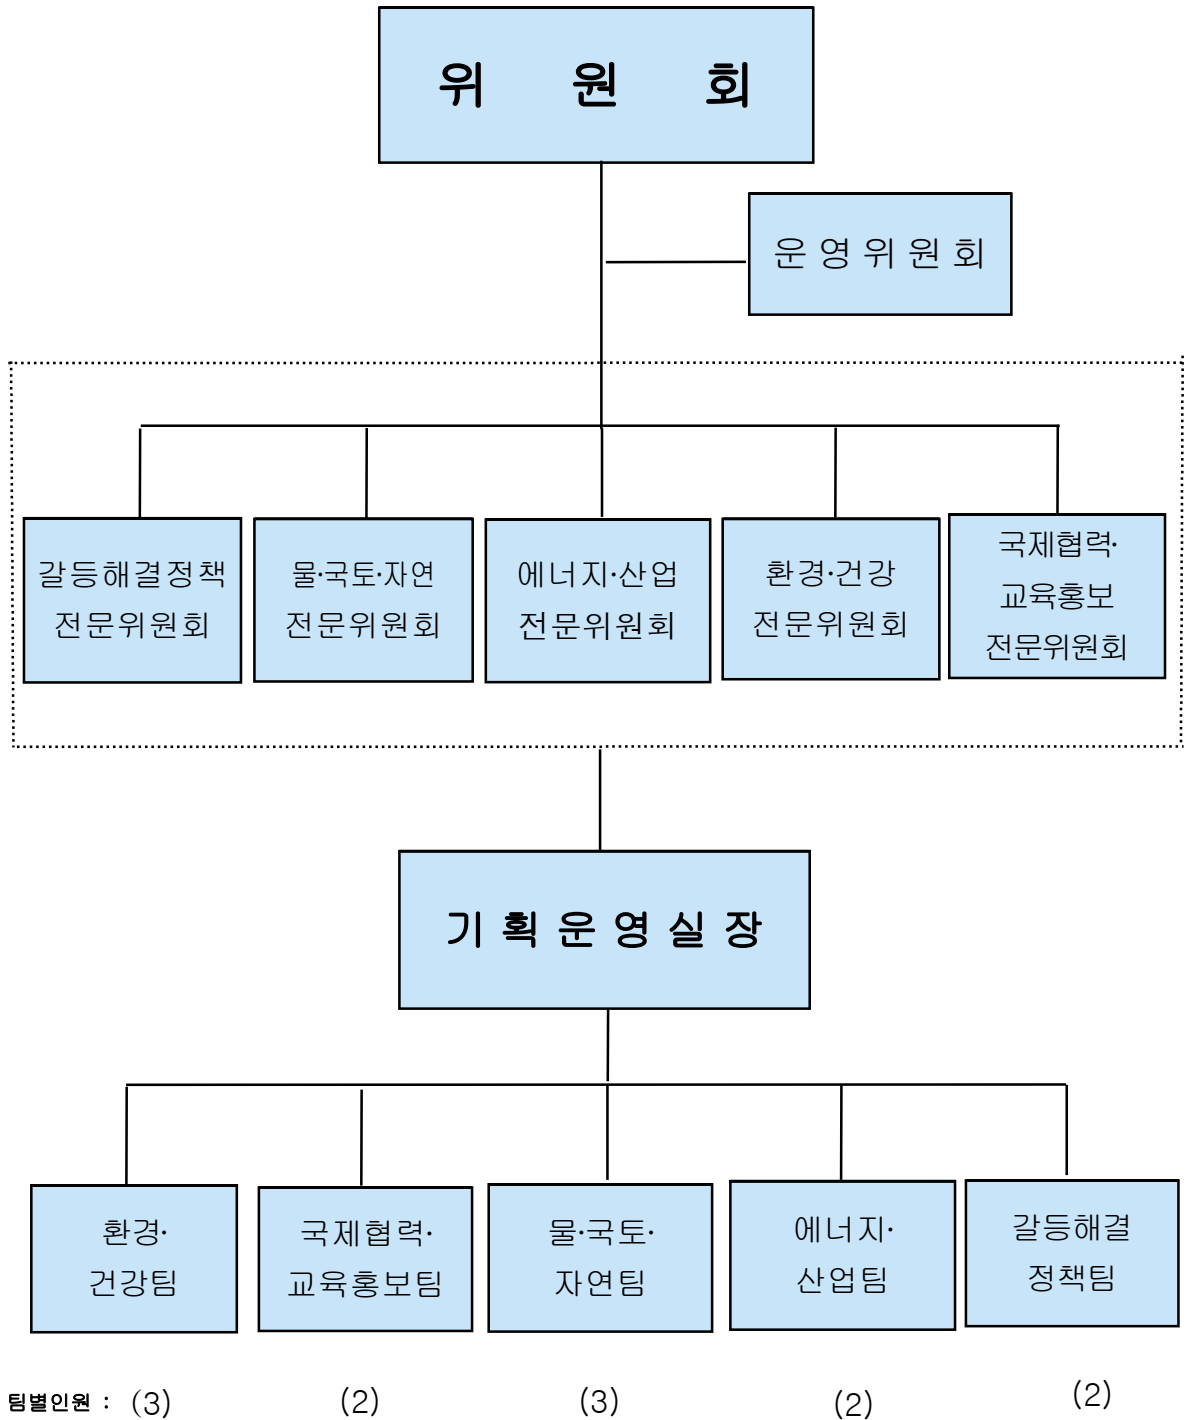 위 원 회
운 영 위 원 회
갈등해결정책
전문위원회
물·국토·자연
전문위원회
에너지·산업
전문위원회
환경·건강
전문위원회
국제협력·
교육홍보
전문위원회
기 획 운 영 실 장
환경·
건강팀
국제협력·
교육홍보팀
물·국토·
자연팀
에너지·
산업팀
갈등해결
정책팀
팀별인원 : (3) (2) (3) (2) (2)